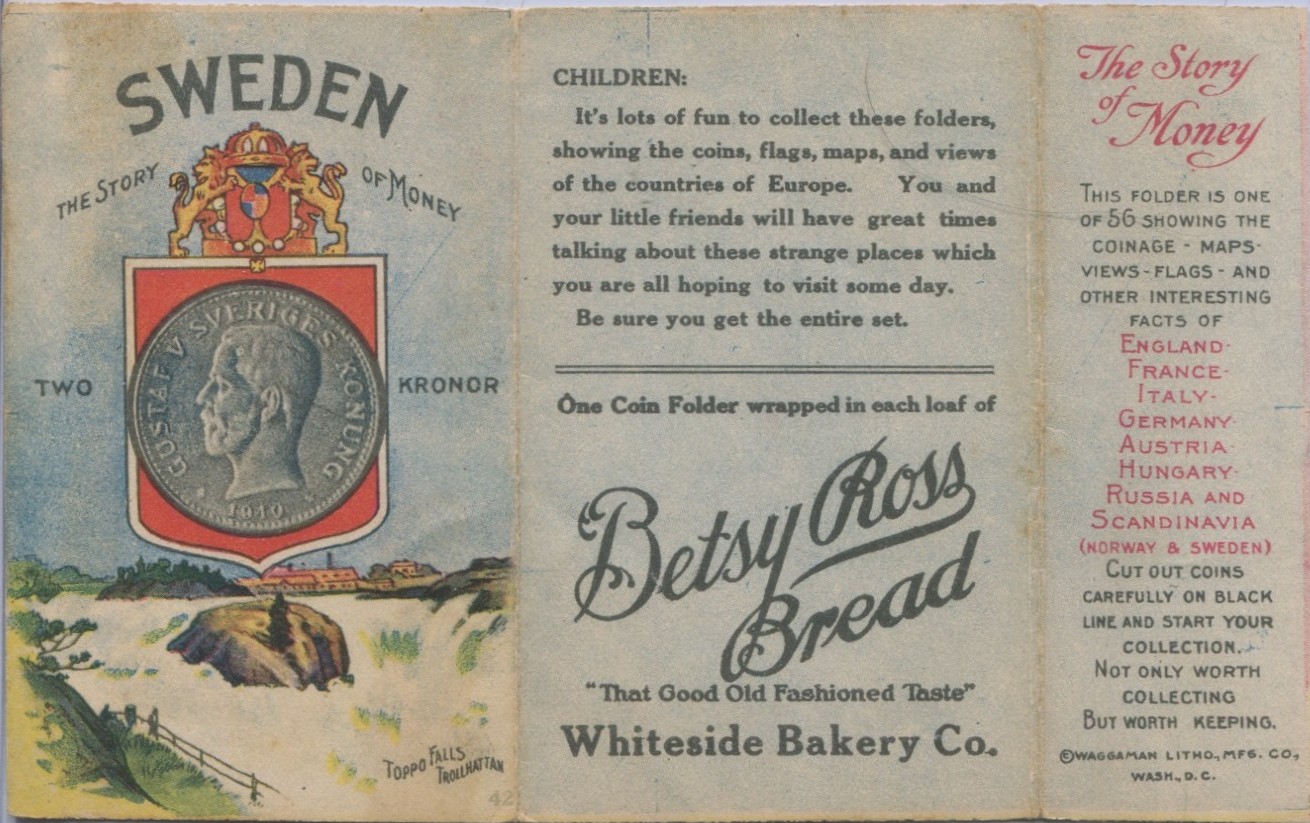 SWEDEN
THE STORY OF MONEY
TWO KRONOR
GUSTAF V SVERIGES KONUNG
1910
TOPPO FALLS
TROLLHATTAN
42
CHILDREN:
It's lots of fun to collect these folders,
showing the coins, flags, maps, and views
of the countries of Europe. You and
your little friends will have great times
talking about these strange places which
you are all hoping to visit some day.
Be sure you get the entire set.
One Coin Folder wrapped in each loaf of
Betsy Ross
Bread
"That Good Old Fashioned Taste"
Whiteside Bakery Co.
The Story
of Money
THIS FOLDER IS ONE
OF 56 SHOWING THE
COINAGE - MAPS-
VIEWS-FLAGS-AND
OTHER INTERESTING
FACTS OF
ENGLAND-
FRANCE-
ITALY-
GERMANY-
AUSTRIA-
HUNGARY-
RUSSIA AND
SCANDINAVIA
(NORWAY & SWEDEN)
CUT OUT COINS
CAREFULLY ON BLACK
LINE AND START YOUR
COLLECTION.
NOT ONLY WORTH
COLLECTING
BUT WORTH KEEPING.
©WAGGAMAN LITHO., MFG. CO.,
WASH., D.C.